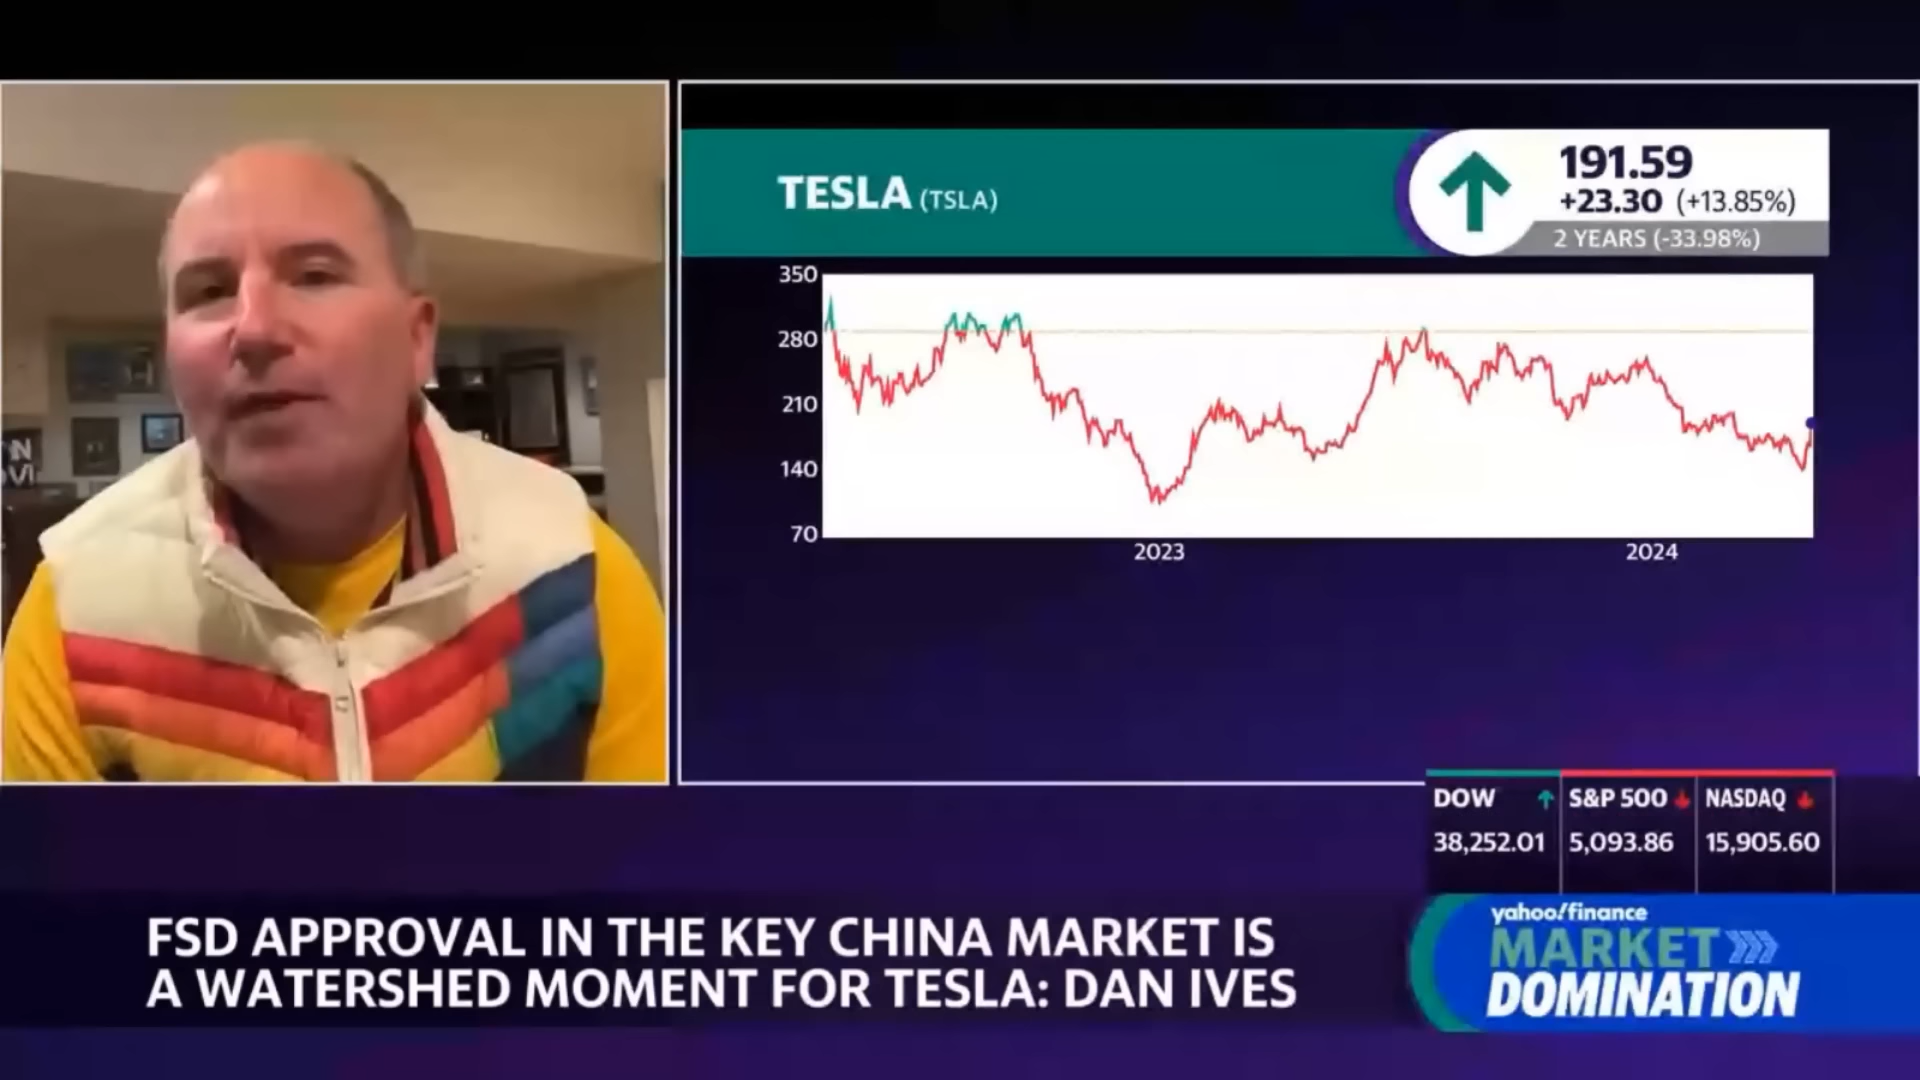 TESLA (TSLA)
191.59
+23.30 (+13.85%)
2 YEARS (-33.98%)
350
280
210
140
70
2023
2024
DOW
38,252.01
S&P 500
5,093.86
NASDAQ
15,905.60
FSD APPROVAL IN THE KEY CHINA MARKET IS
A WATERSHED MOMENT FOR TESLA: DAN IVES
yahoo!finance
MARKET
DOMINATION